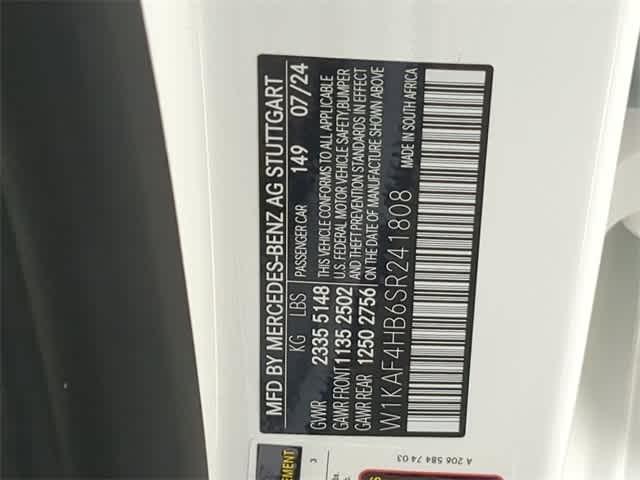 MFD BY MERCEDES-BENZ AG STUTTGART
KG LBS PASSENGER CAR 149 07/24
GVWR 2335 5148 THIS VEHICLE CONFORMS TO ALL APPLICABLE
GAWR FRONT 1135 2502 U.S. FEDERAL MOTOR VEHICLE SAFETY, BUMPER
GAWR REAR 1250 2756 AND THEFT PREVENTION STANDARDS IN EFFECT
ON THE DATE OF MANUFACTURE SHOWN ABOVE
W1KAF4HB6SR241808 MADE IN SOUTH AFRICA
A 206 584 74 03
EMENT
3